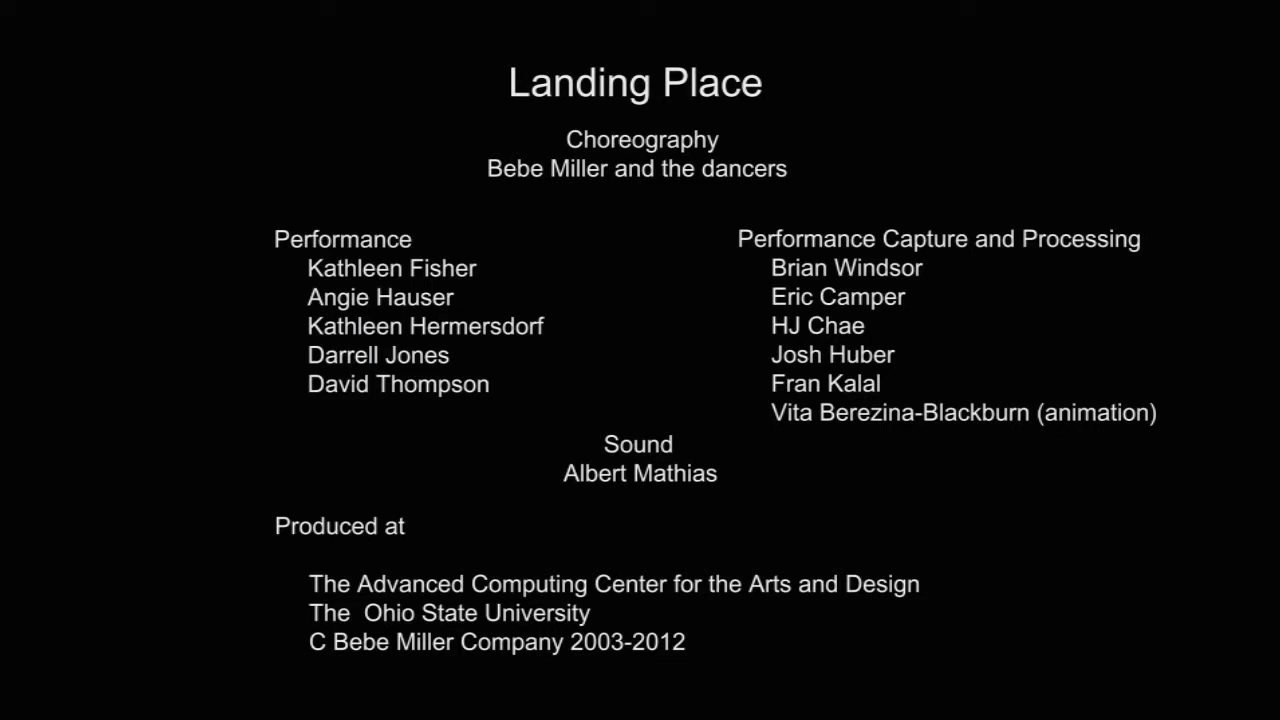 Landing Place
Choreography
Bebe Miller and the dancers
Performance
Kathleen Fisher
Angie Hauser
Kathleen Hermersdorf
Darrell Jones
David Thompson
Performance Capture and Processing
Brian Windsor
Eric Camper
HJ Chae
Josh Huber
Fran Kalal
Vita Berezina-Blackburn (animation)
Sound
Albert Mathias
Produced at
The Advanced Computing Center for the Arts and Design
The  Ohio State University
C Bebe Miller Company 2003-2012